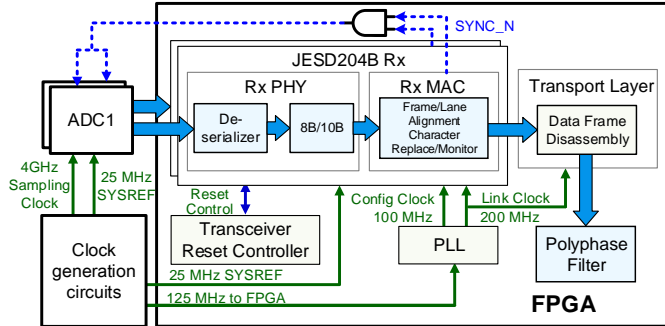 SYNC_N
JESD204B Rx
Rx PHY
Rx MAC
Transport Layer
ADC1
De-
serializer
8B/10B
Frame/Lane
Alignment
Character
Replace/Monitor
Data Frame
Disassembly
4GHz
Sampling
Clock
25 MHz
SYSREF
Reset
Control
Config Clock
100 MHz
Link Clock
200 MHz
Transceiver
Reset Controller
PLL
Polyphase
Filter
Clock
generation
circuits
25 MHz SYSREF
125 MHz to FPGA
FPGA